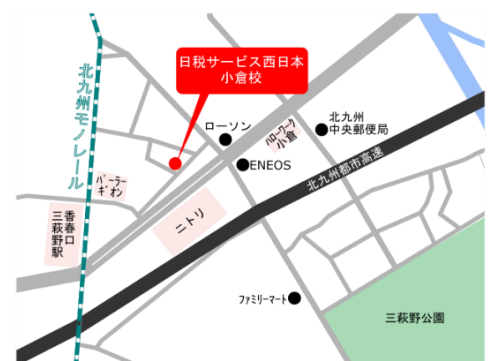 日税サービス西日本
小倉校
北九州モノレール
ローソン
ハローワーク
小倉
北九州
中央郵便局
ENEOS
北九州都市高速
パーラー
ギオン
香春口
三萩野駅
ニトリ
ファミリーマート
三萩野公園